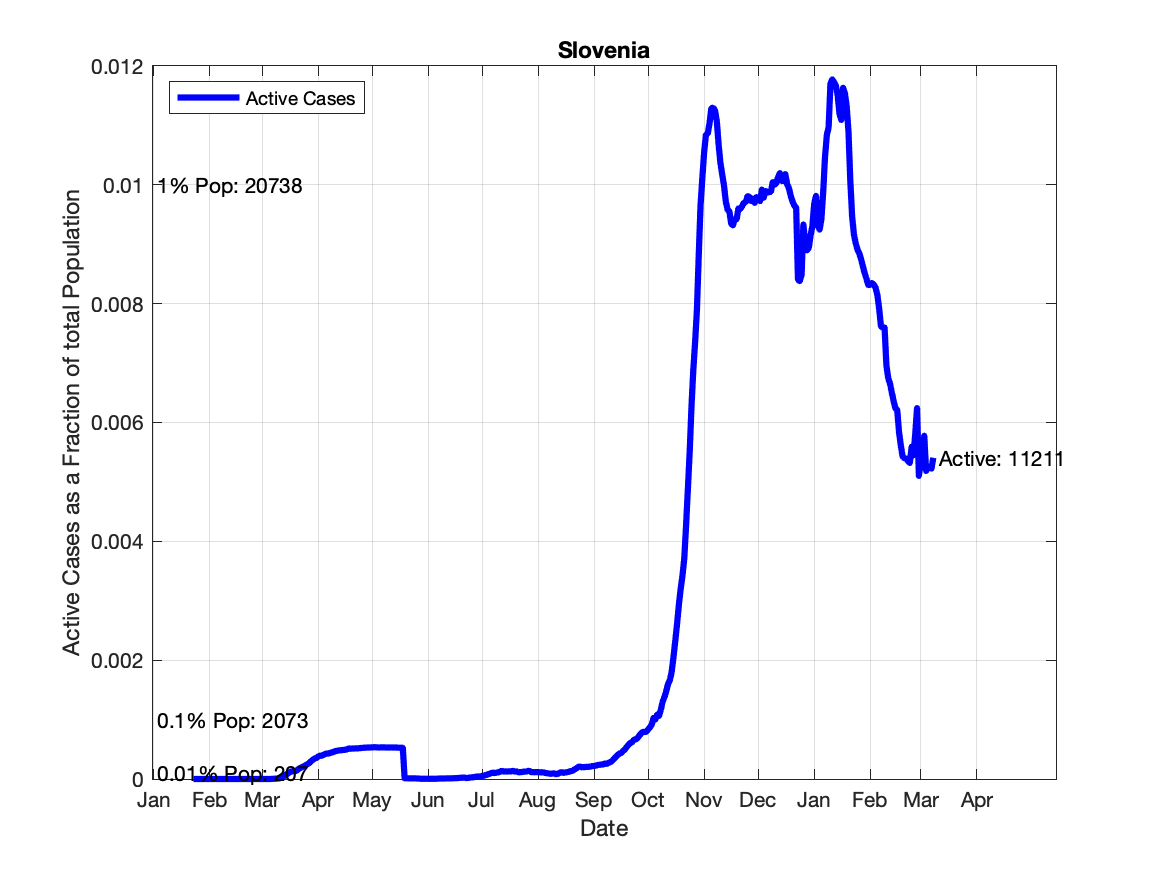 Slovenia
0.012
Active Cases
0.01
1% Pop: 20738
0.008
0.006
Active: 11211
0.004
0.002
0.1% Pop: 2073
0
0.01% Pop: 207
Jan Feb Mar Apr May Jun Jul Aug Sep Oct Nov Dec Jan Feb Mar Apr
Date
Active Cases as a Fraction of total Population